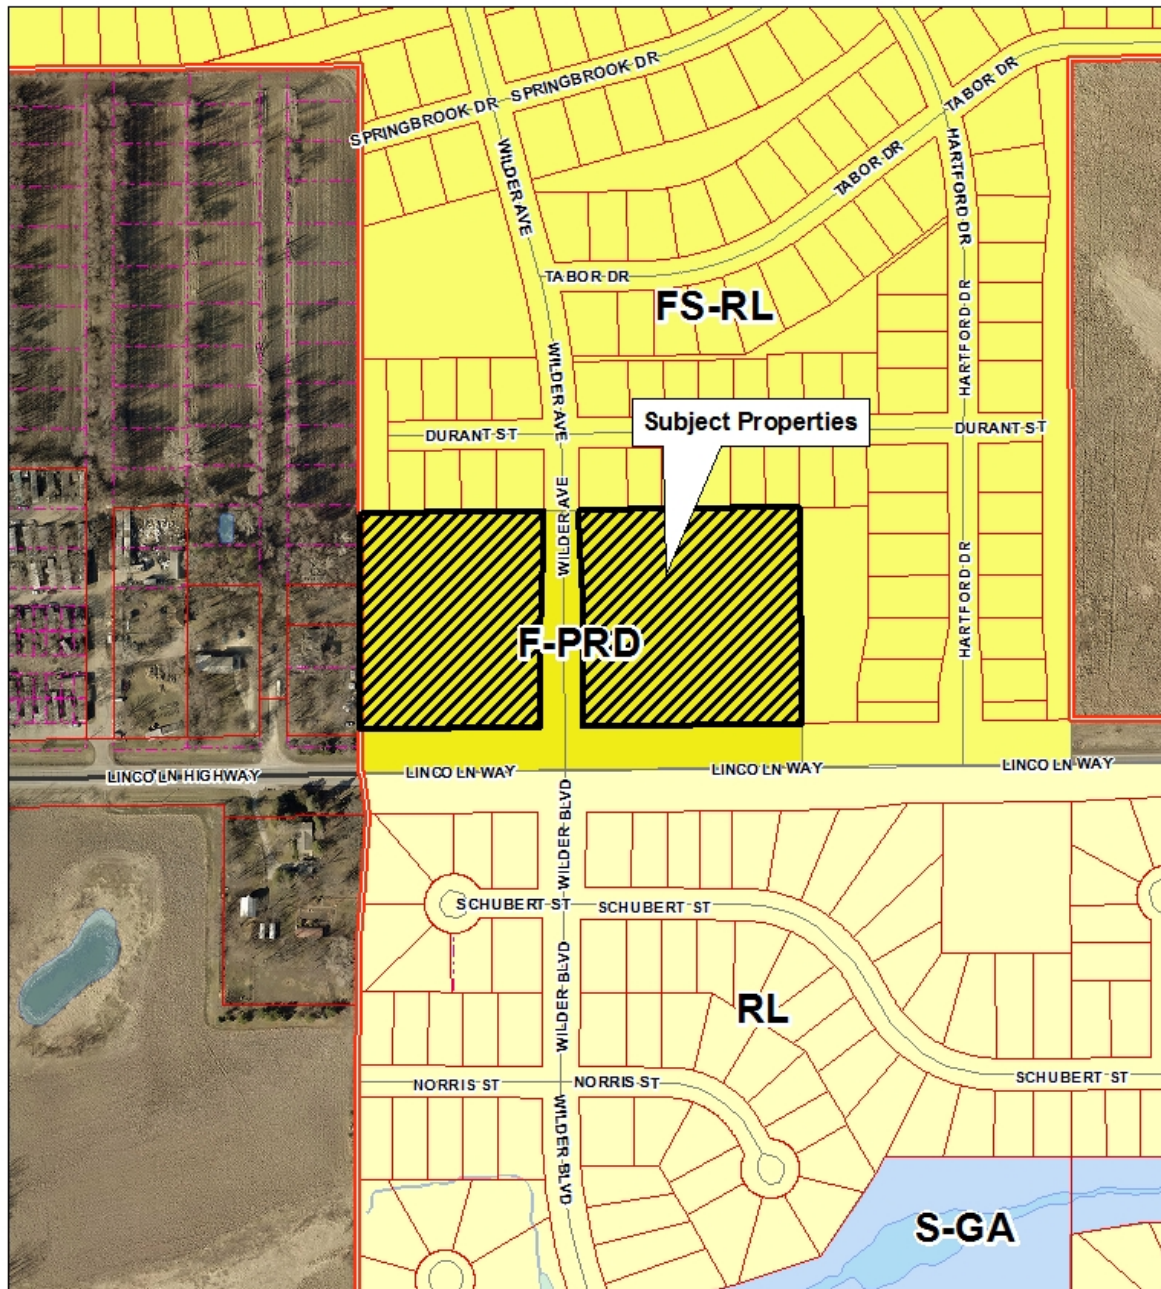 SPRINGBROOK DR
SPRINGBROOK DR
TABOR DR
WILDER AVE
HARTFORD DR
TABOR DR
TABOR DR
FS-RL
HARTFORD DR
WILDER AVE
Subject Properties
DURANT ST
DURANT ST
WILDER AVE
HARTFORD DR
F-PRD
LINCOLN HIGHWAY
LINCOLN WAY
LINCOLN WAY
LINCOLN WAY
WILDER BLVD
SCHUBERT ST
SCHUBERT ST
WILDER BLVD
RL
NORRIS ST
NORRIS ST
SCHUBERT ST
WILDER BLVD
S-GA